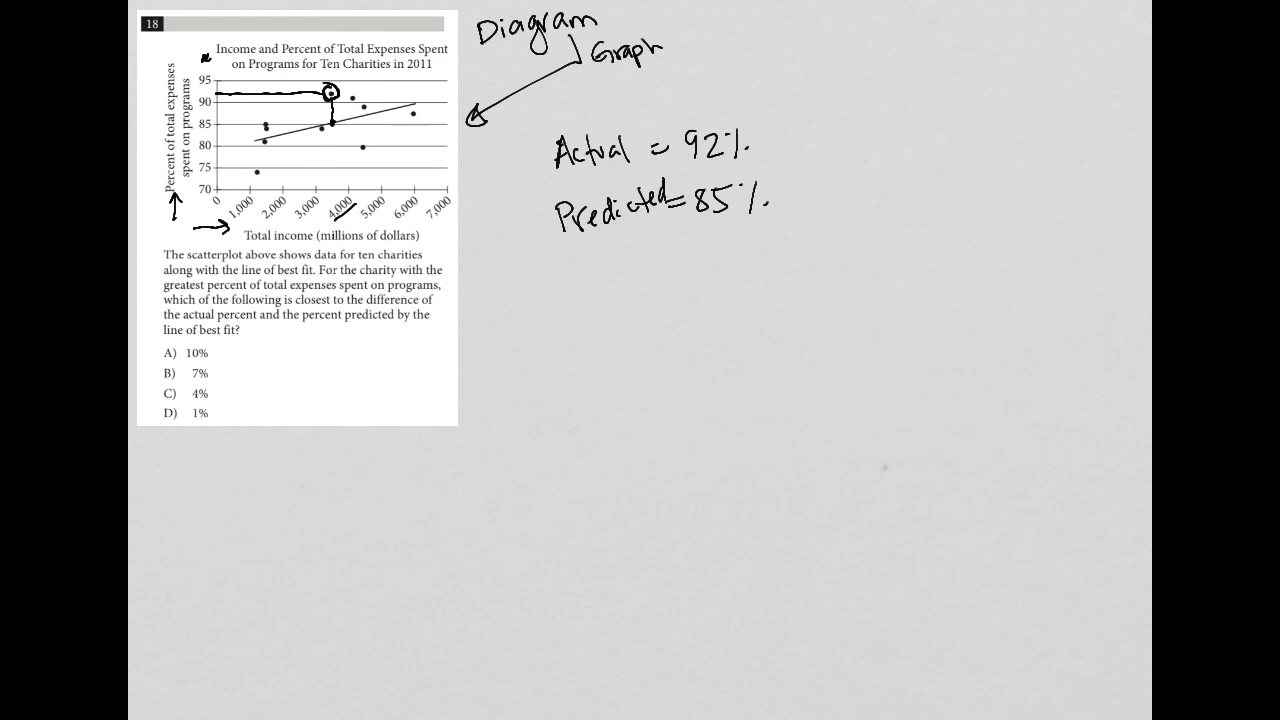 18
Income and Percent of Total Expenses Spent
on Programs for Ten Charities in 2011
Percent of total expenses
spent on programs
95
90
85
80
75
70
0
1,000
2,000
3,000
4,000
5,000
6,000
7,000
Total income (millions of dollars)
The scatterplot above shows data for ten charities
along with the line of best fit. For the charity with the
greatest percent of total expenses spent on programs,
which of the following is closest to the difference of
the actual percent and the percent predicted by the
line of best fit?
A) 10%
B) 7%
C) 4%
D) 1%
Diagram
Graph
Actual = 92%
Predicted = 85%